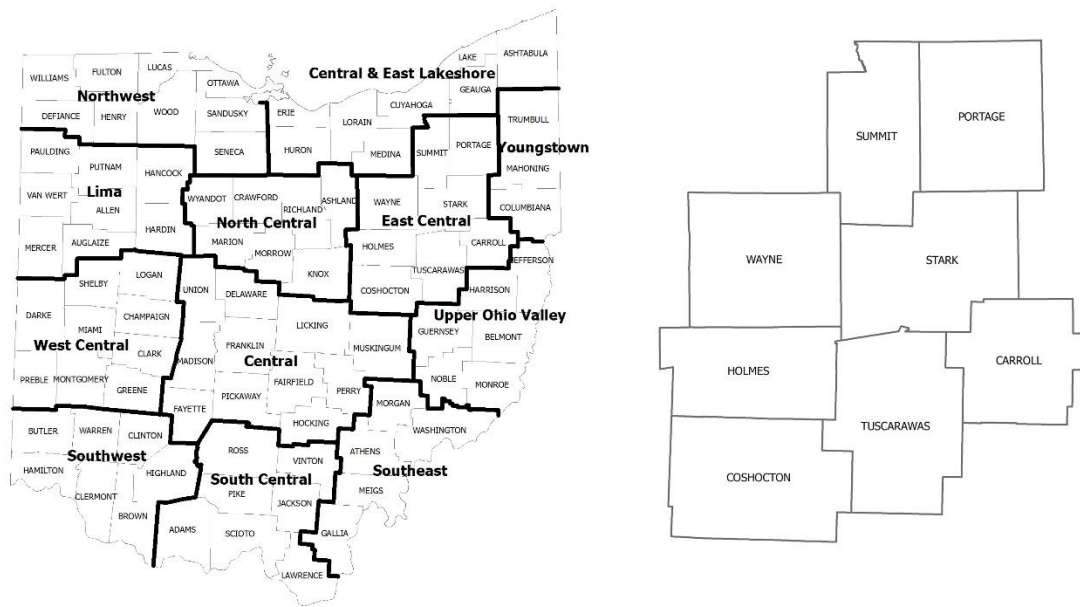 LAKE
ASHTABULA
LUCAS
FULTON
WILLIAMS
OTTAWA
Central & East Lakeshore
GEAUGA
Northwest
CUYAHOGA
DEFIANCE
HENRY
WOOD
SANDUSKY
ERIE
LORAIN
TRUMBULL
PAULDING
PUTNAM
SENECA
HURON
MEDINA
SUMMIT
PORTAGE
Youngstown
HANCOCK
MAHONING
VAN WERT
Lima
ALLEN
WYANDOT
CRAWFORD
RICHLAND
ASHLAND
WAYNE
STARK
COLUMBIANA
North Central
East Central
HARDIN
MERCER
AUGLAIZE
MARION
MORROW
HOLMES
CARROLL
JEFFERSON
KNOX
TUSCARAWAS
LOGAN
SHELBY
UNION
DELAWARE
COSHOCTON
HARRISON
DARKE
CHAMPAIGN
LICKING
Upper Ohio Valley
MIAMI
GUERNSEY
BELMONT
West Central
CLARK
FRANKLIN
MUSKINGUM
MADISON
Central
PREBLE
MONTGOMERY
GREENE
FAIRFIELD
PERRY
NOBLE
MONROE
PICKAWAY
FAYETTE
MORGAN
HOCKING
WASHINGTON
BUTLER
WARREN
CLINTON
ROSS
VINTON
ATHENS
Southwest
HAMILTON
HIGHLAND
Southeast
South Central
CLERMONT
PIKE
MEIGS
JACKSON
BROWN
ADAMS
SCIOTO
GALLIA
LAWRENCE
SUMMIT
PORTAGE
WAYNE
STARK
HOLMES
CARROLL
TUSCARAWAS
COSHOCTON